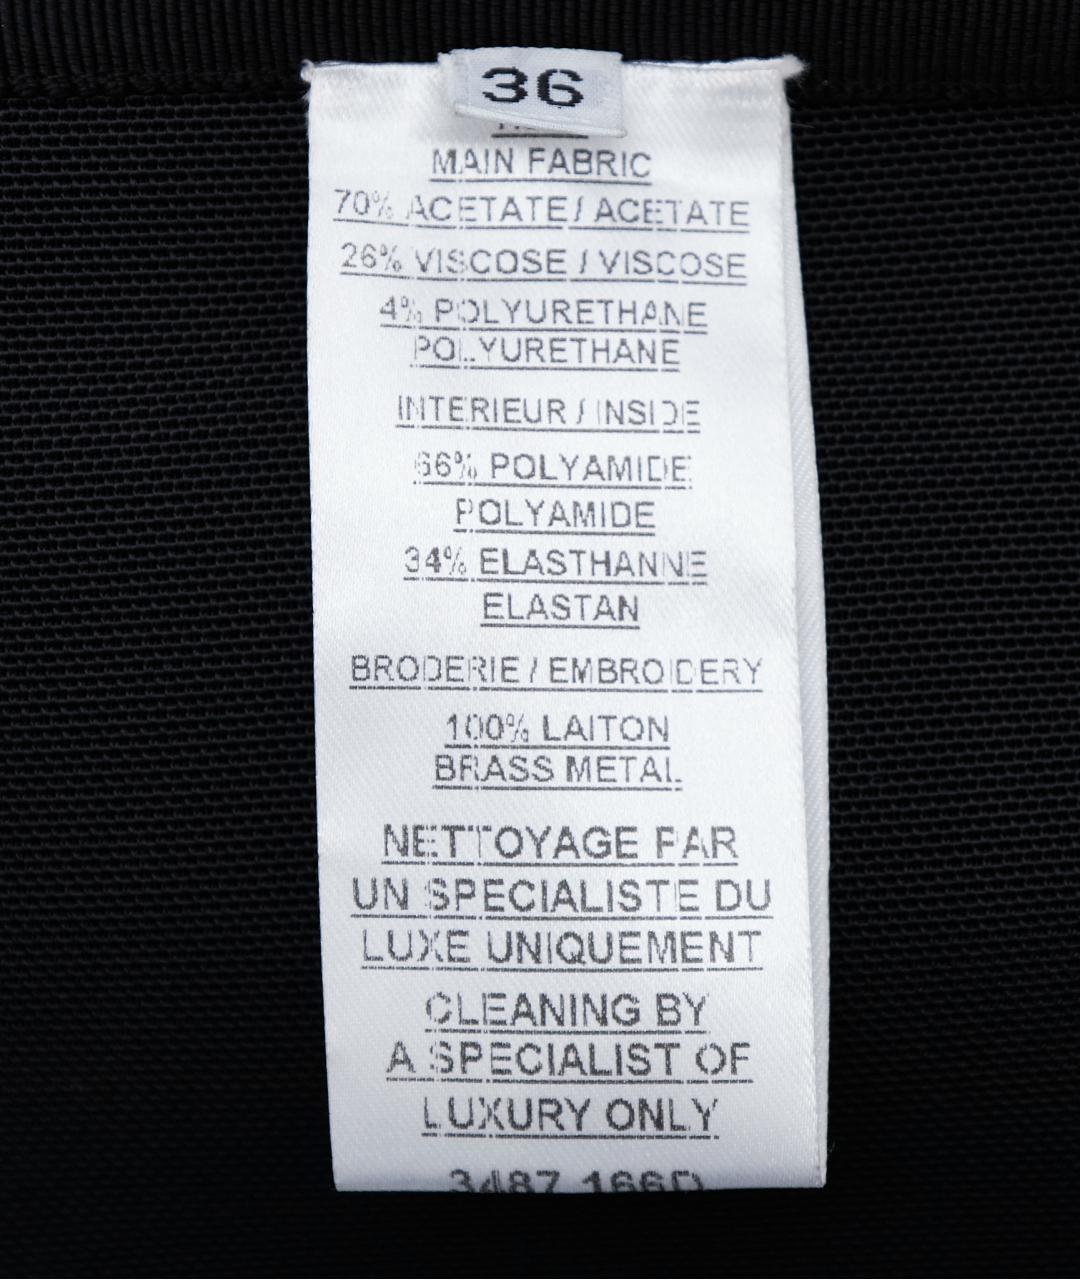 36
MAIN FABRIC
70% ACETATE / ACETATE
26% VISCOSE / VISCOSE
4% POLYURETHANE
POLYURETHANE
INTERIEUR / INSIDE
66% POLYAMIDE
POLYAMIDE
34% ELASTHANNE
ELASTAN
BRODERIE / EMBROIDERY
100% LAITON
BRASS METAL
NETTOYAGE PAR
UN SPECIALISTE DU
LUXE UNIQUEMENT
CLEANING BY
A SPECIALIST OF
LUXURY ONLY
3487 166D